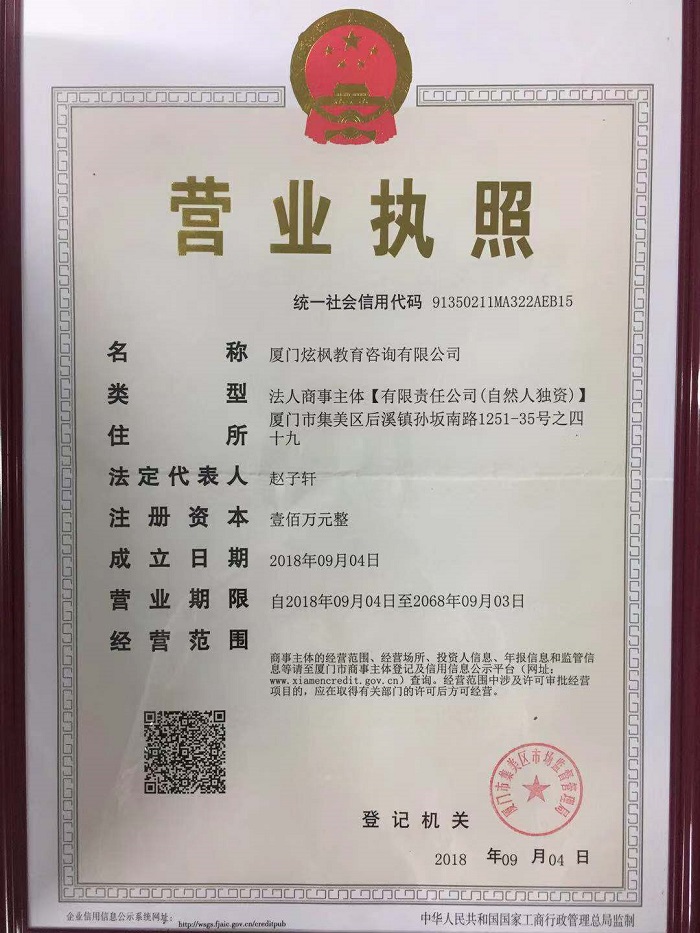 营业执照
统一社会信用代码 91350211MA322AEB15
名称 厦门炫枫教育咨询有限公司
类型 法人商事主体【有限责任公司(自然人独资)】
住所 厦门市集美区后溪镇孙坂南路1251-35号之四
十九
法定代表人 赵子轩
注册资本 壹佰万元整
成立日期 2018年09月04日
营业期限 自2018年09月04日至2068年09月03日
经营范围
商事主体的经营范围、经营场所、投资人信息、年报信息和监管信
息等请至厦门市商事主体登记及信用信息公示平台（网址：
www.xiamencredit.gov.cn）查询。经营范围中涉及许可审批经营
项目的，应在取得有关部门的许可后方可经营。
厦门市集美区市场监督管理局
登记机关
2018 年09 月04 日
企业信用信息公示系统网址： http://wsgs.fjaic.gov.cn/creditpub
中华人民共和国国家工商行政管理总局监制